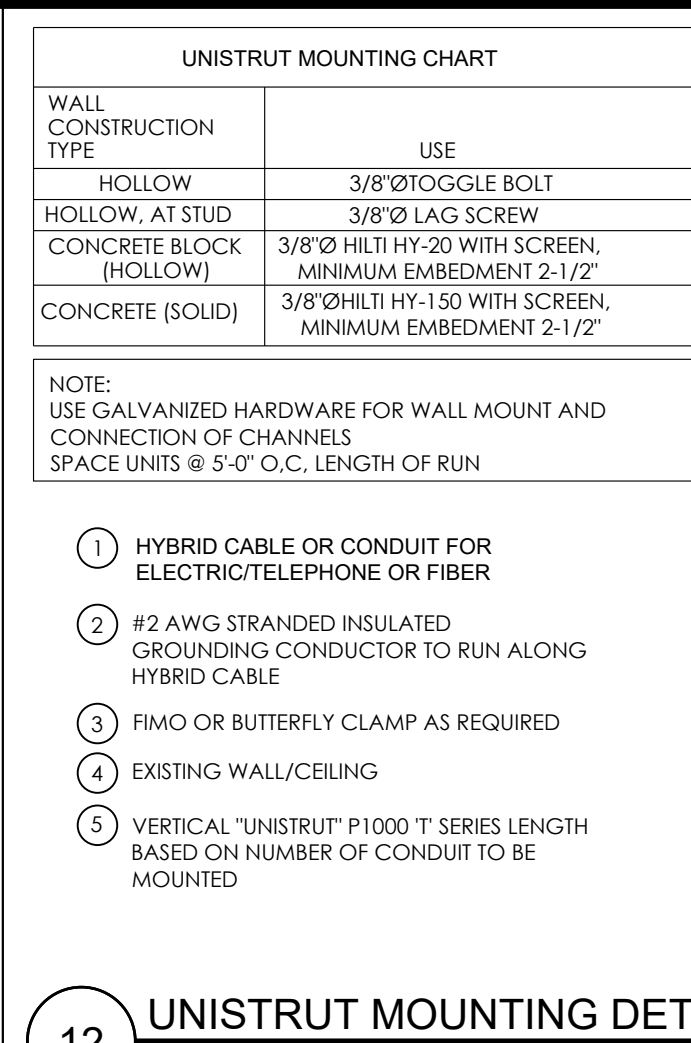 UNISTRUT MOUNTING CHART
WALL
CONSTRUCTION
TYPE
USE
HOLLOW
3/8"ØTOGGLE BOLT
HOLLOW, AT STUD
3/8"Ø LAG SCREW
CONCRETE BLOCK
(HOLLOW)
3/8"Ø HILTI HY-20 WITH SCREEN,
MINIMUM EMBEDMENT 2-1/2"
CONCRETE (SOLID)
3/8"ØHILTI HY-150 WITH SCREEN,
MINIMUM EMBEDMENT 2-1/2"
NOTE:
USE GALVANIZED HARDWARE FOR WALL MOUNT AND
CONNECTION OF CHANNELS
SPACE UNITS @ 5'-0" O,C, LENGTH OF RUN
1 HYBRID CABLE OR CONDUIT FOR
ELECTRIC/TELEPHONE OR FIBER
2 #2 AWG STRANDED INSULATED
GROUNDING CONDUCTOR TO RUN ALONG
HYBRID CABLE
3 FIMO OR BUTTERFLY CLAMP AS REQUIRED
4 EXISTING WALL/CEILING
5 VERTICAL "UNISTRUT" P1000 'T' SERIES LENGTH
BASED ON NUMBER OF CONDUIT TO BE
MOUNTED
12 UNISTRUT MOUNTING DET